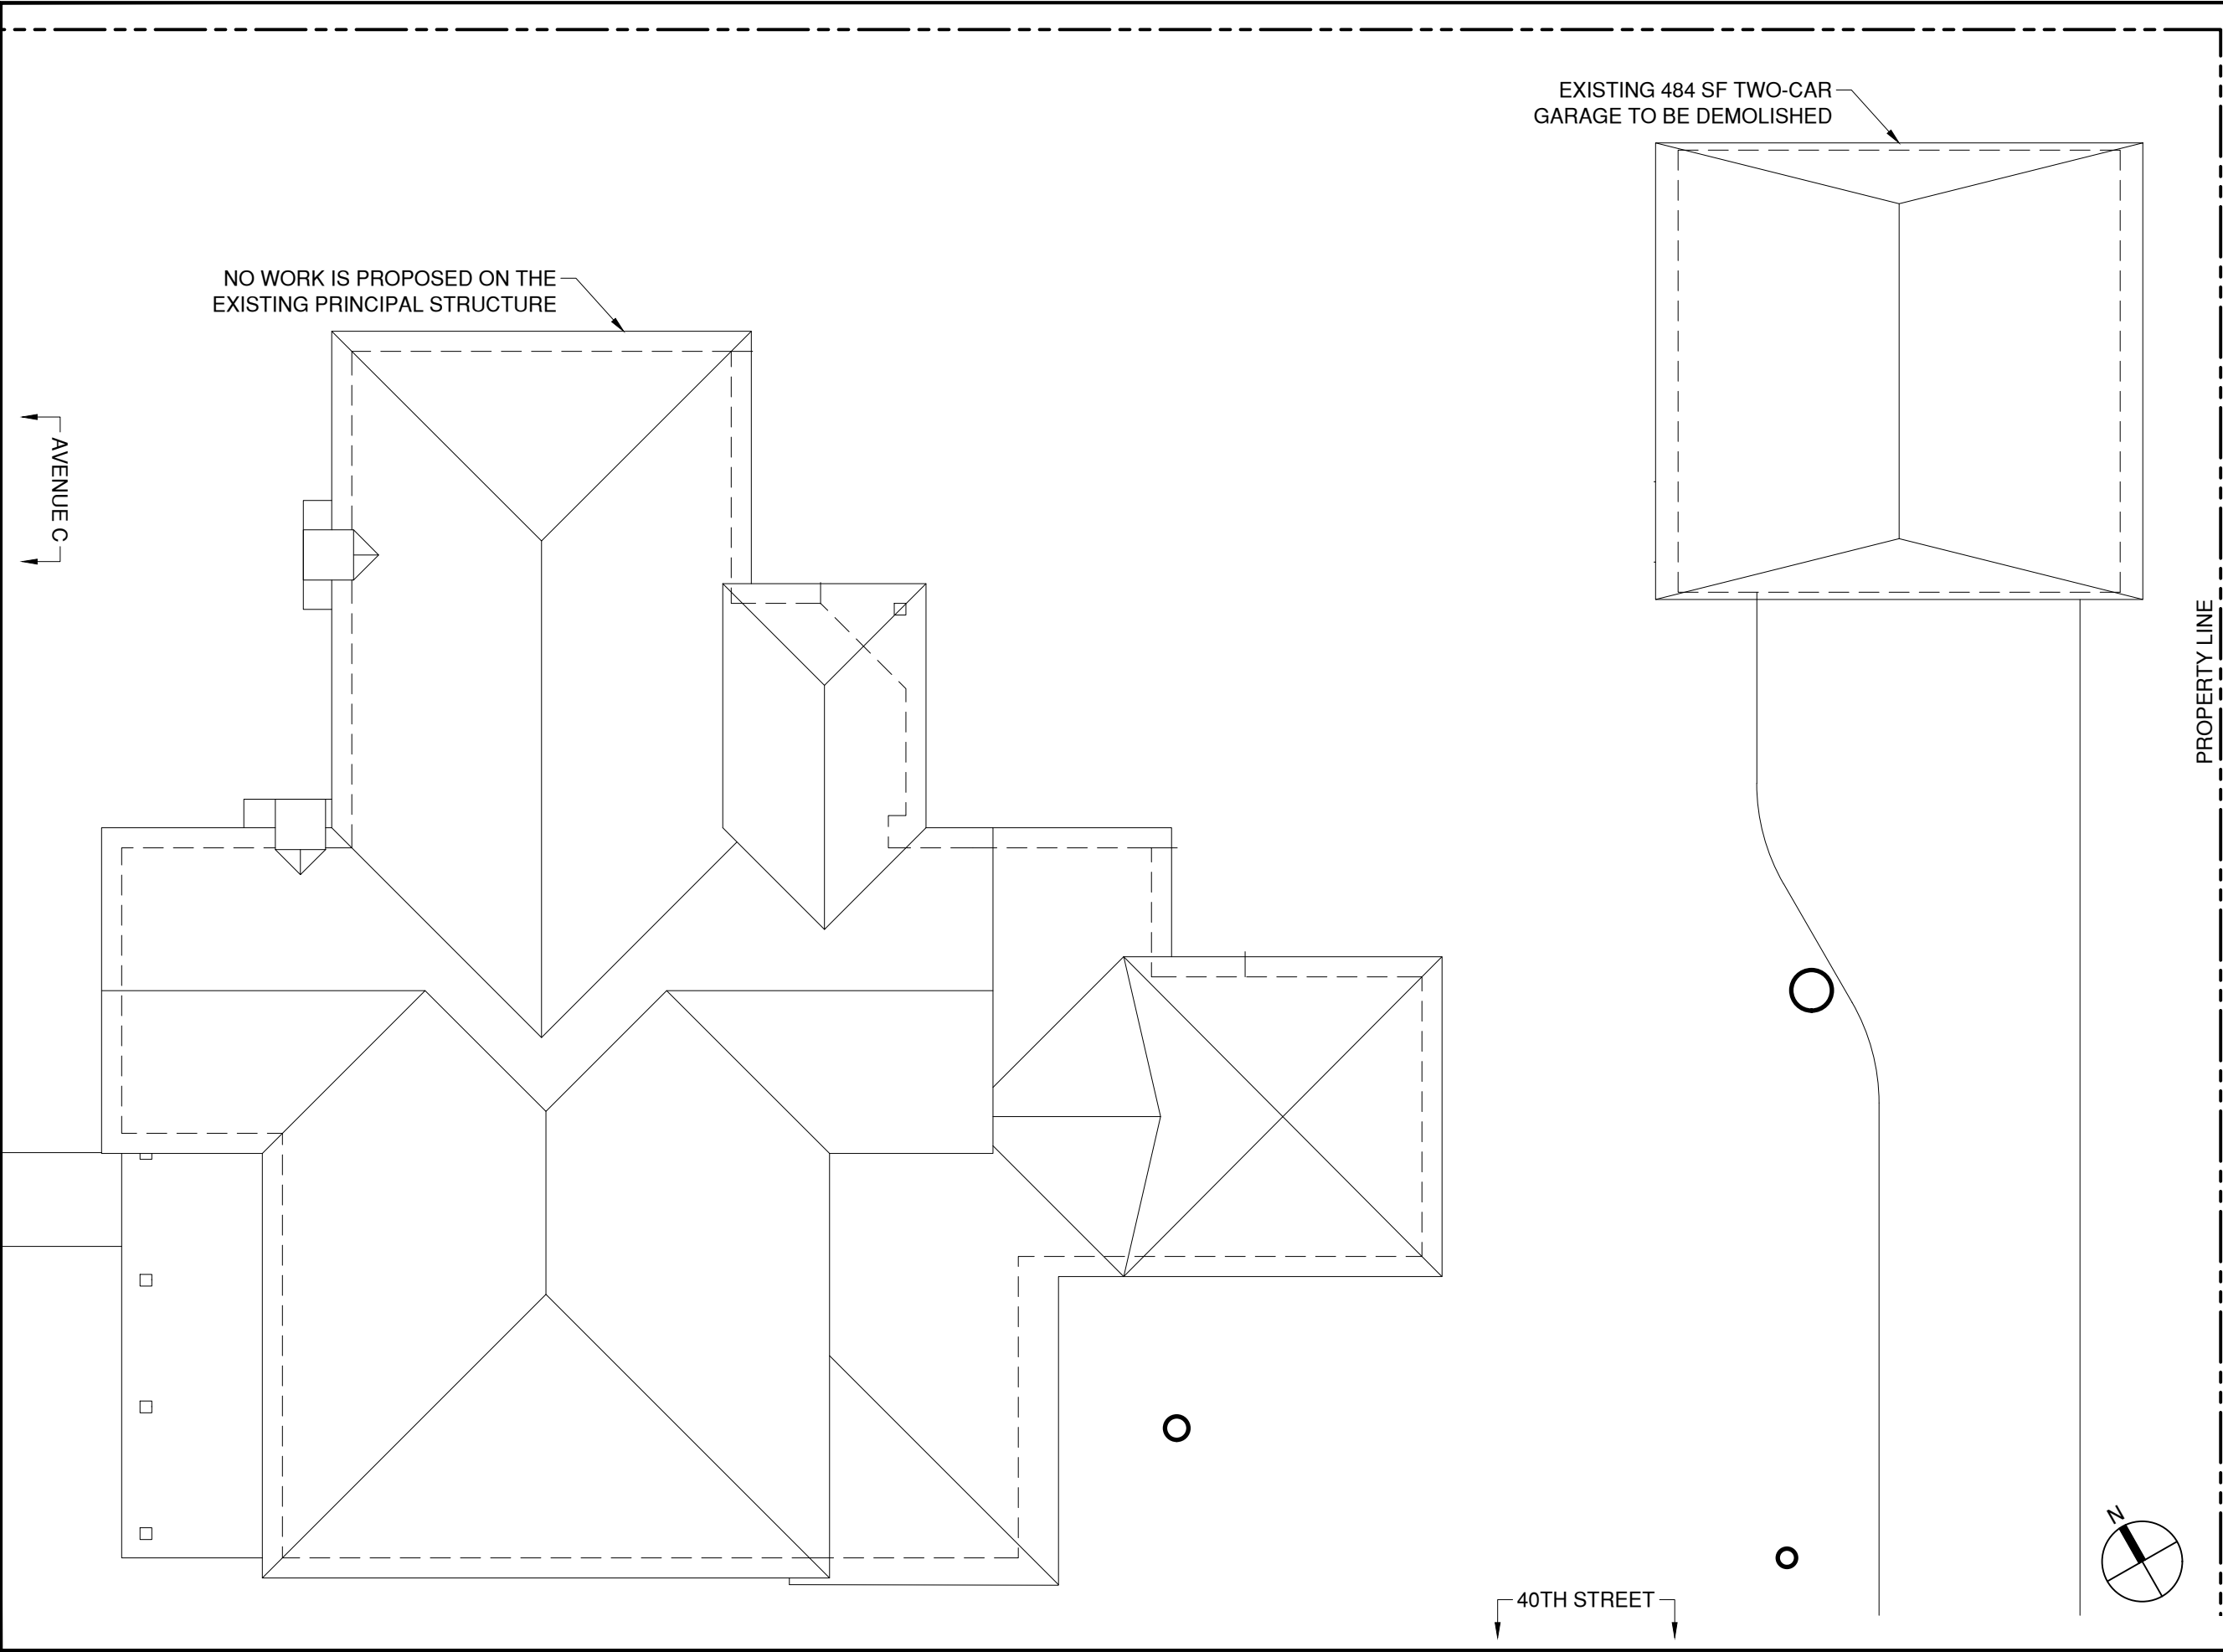 EXISTING 484 SF TWO-CAR
GARAGE TO BE DEMOLISHED
NO WORK IS PROPOSED ON THE
EXISTING PRINCIPAL STRUCTURE
AVENUE C
PROPERTY LINE
N
40TH STREET